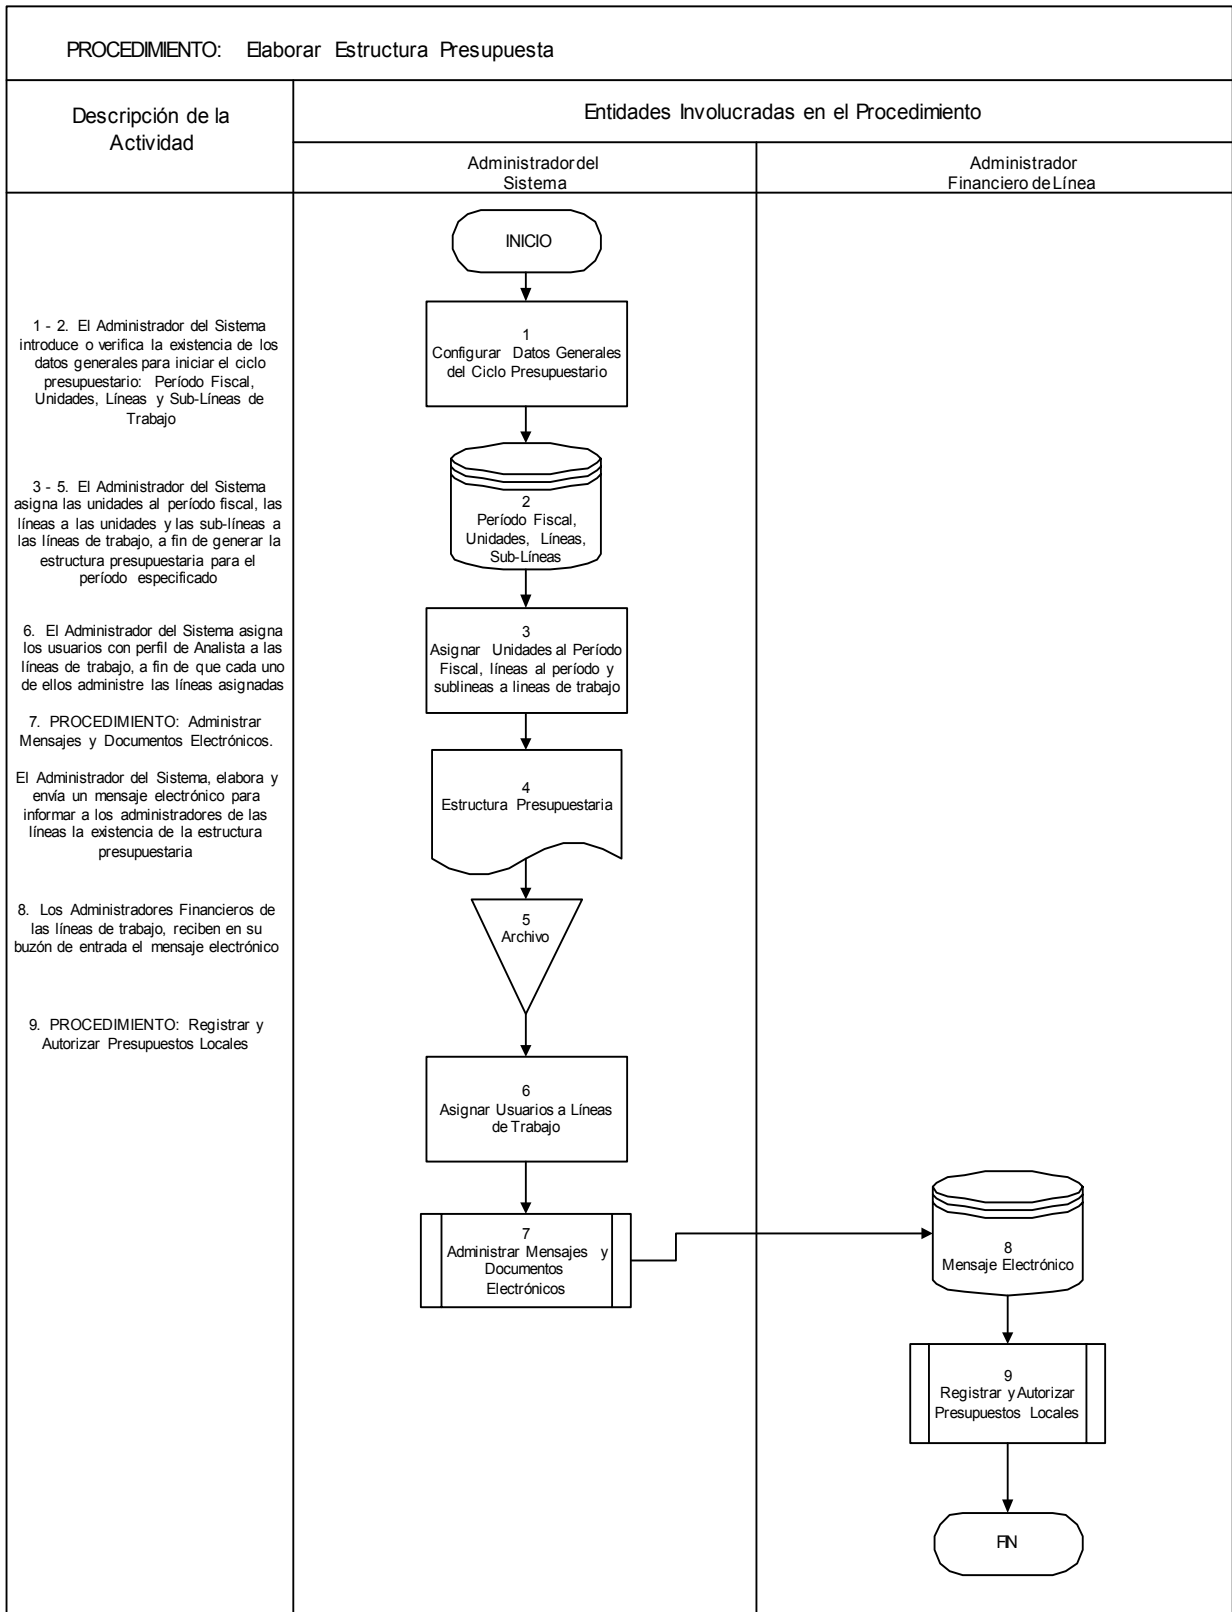 PROCEDIMIENTO: Elaborar Estructura Presupuesta
Descripción de la
Actividad
Entidades Involucradas en el Procedimiento
Administrador del
Sistema
Administrador
Financiero de Línea
1 - 2. El Administrador del Sistema
introduce o verifica la existencia de los
datos generales para iniciar el ciclo
presupuestario: Período Fiscal,
Unidades, Líneas y Sub-Líneas de
Trabajo
3 - 5. El Administrador del Sistema
asigna las unidades al período fiscal, las
líneas a las unidades y las sub-líneas a
las líneas de trabajo, a fin de generar la
estructura presupuestaria para el
período especificado
6. El Administrador del Sistema asigna
los usuarios con perfil de Analista a las
líneas de trabajo, a fin de que cada uno
de ellos administre las líneas asignadas
7. PROCEDIMIENTO: Administrar
Mensajes y Documentos Electrónicos.
El Administrador del Sistema, elabora y
envía un mensaje electrónico para
informar a los administradores de las
líneas la existencia de la estructura
presupuestaria
8. Los Administradores Financieros de
las líneas de trabajo, reciben en su
buzón de entrada el mensaje electrónico
9. PROCEDIMIENTO: Registrar y
Autorizar Presupuestos Locales
INICIO
1
Configurar Datos Generales
del Ciclo Presupuestario
2
Período Fiscal,
Unidades, Líneas,
Sub-Líneas
3
Asignar Unidades al Período
Fiscal, líneas al período y
sublineas a lineas de trabajo
4
Estructura Presupuestaria
5
Archivo
6
Asignar Usuarios a Líneas
de Trabajo
7
Administrar Mensajes y
Documentos
Electrónicos
8
Mensaje Electrónico
9
Registrar y Autorizar
Presupuestos Locales
FIN